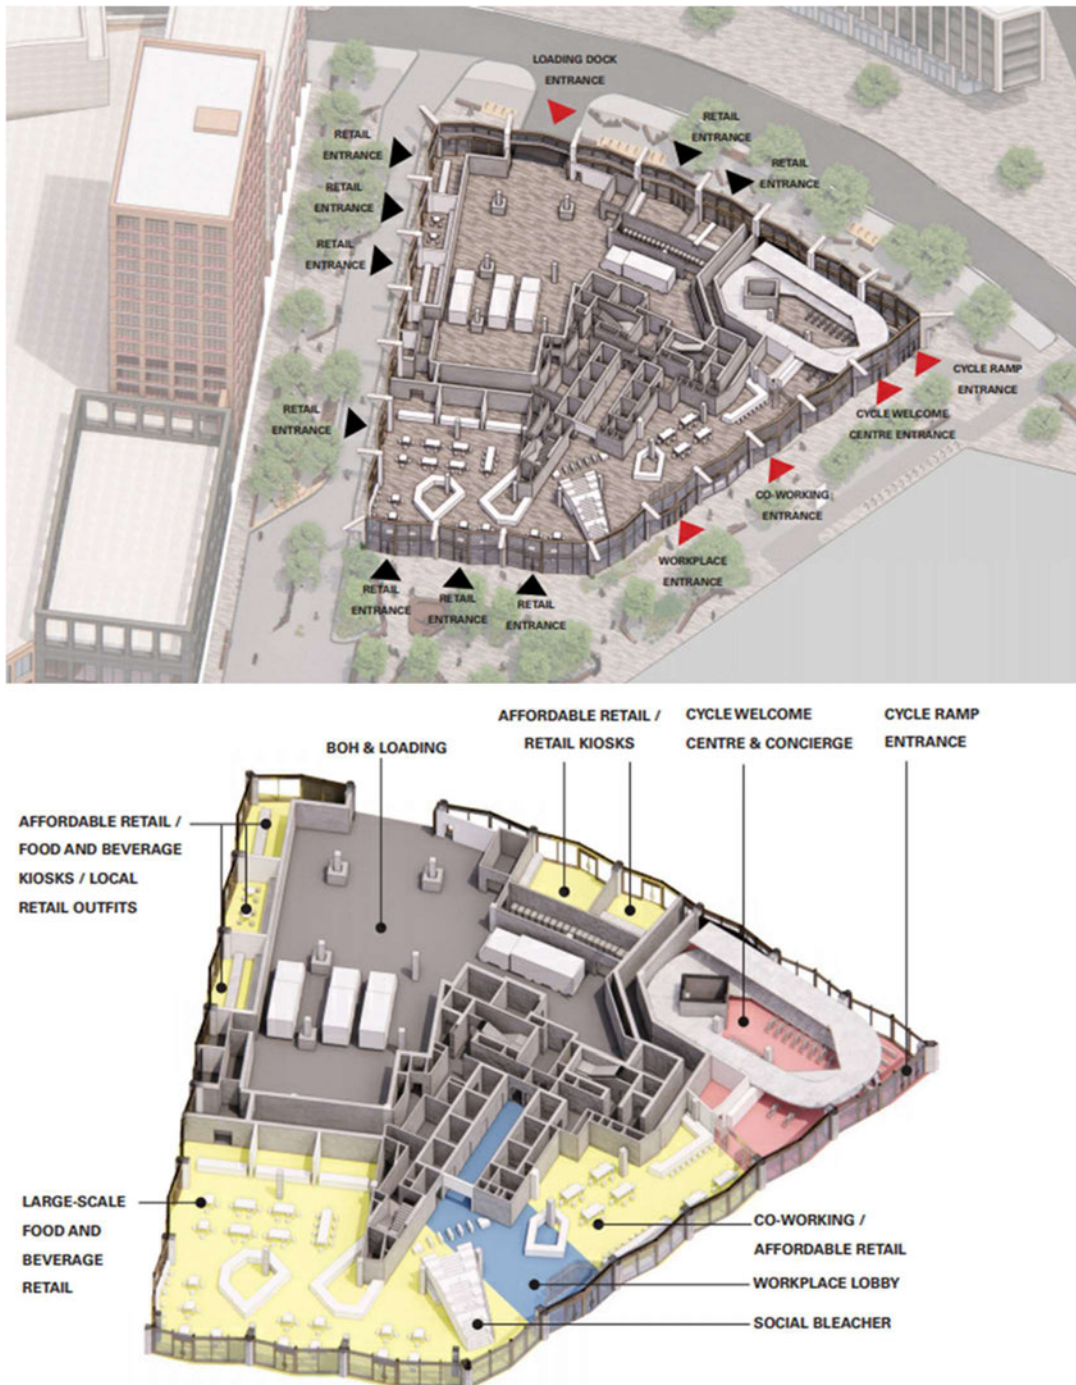 LOADING DOCK
ENTRANCE
RETAIL
ENTRANCE
RETAIL
ENTRANCE
RETAIL
ENTRANCE
RETAIL
ENTRANCE
RETAIL
ENTRANCE
CYCLE RAMP
ENTRANCE
RETAIL
ENTRANCE
CYCLE WELCOME
CENTRE ENTRANCE
CO-WORKING
ENTRANCE
WORKPLACE
ENTRANCE
RETAIL
ENTRANCE
RETAIL
ENTRANCE
RETAIL
ENTRANCE
AFFORDABLE RETAIL /
RETAIL KIOSKS
CYCLE WELCOME
CENTRE & CONCIERGE
CYCLE RAMP
ENTRANCE
BOH & LOADING
AFFORDABLE RETAIL /
FOOD AND BEVERAGE
KIOSKS / LOCAL
RETAIL OUTFITS
LARGE-SCALE
FOOD AND
BEVERAGE
RETAIL
CO-WORKING /
AFFORDABLE RETAIL
WORKPLACE LOBBY
SOCIAL BLEACHER